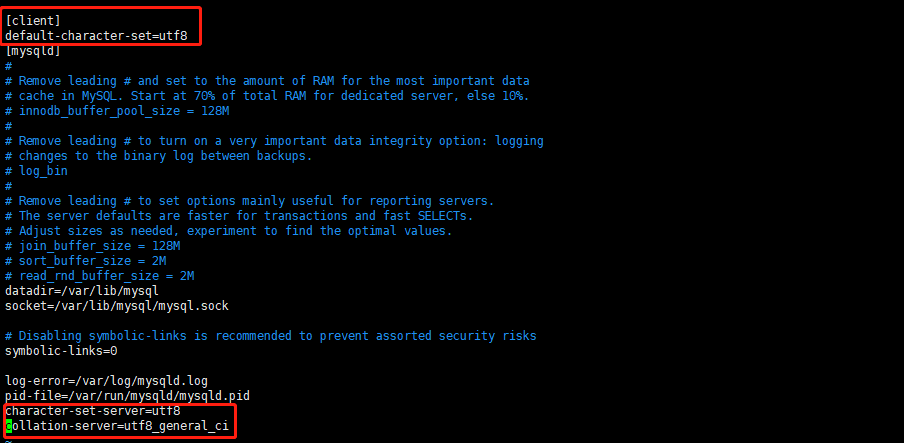 [client]
default-character-set=utf8
[mysqld]
#
# Remove leading # and set to the amount of RAM for the most important data
# cache in MySQL. Start at 70% of total RAM for dedicated server, else 10%.
# innodb_buffer_pool_size = 128M
#
# Remove leading # to turn on a very important data integrity option: logging
# changes to the binary log between backups.
# log_bin
#
# Remove leading # to set options mainly useful for reporting servers.
# The server defaults are faster for transactions and fast SELECTs.
# Adjust sizes as needed, experiment to find the optimal values.
# join_buffer_size = 128M
# sort_buffer_size = 2M
# read_rnd_buffer_size = 2M
datadir=/var/lib/mysql
socket=/var/lib/mysql/mysql.sock
# Disabling symbolic-links is recommended to prevent assorted security risks
symbolic-links=0
log-error=/var/log/mysqld.log
pid-file=/var/run/mysqld/mysqld.pid
character-set-server=utf8
collation-server=utf8_general_ci
~